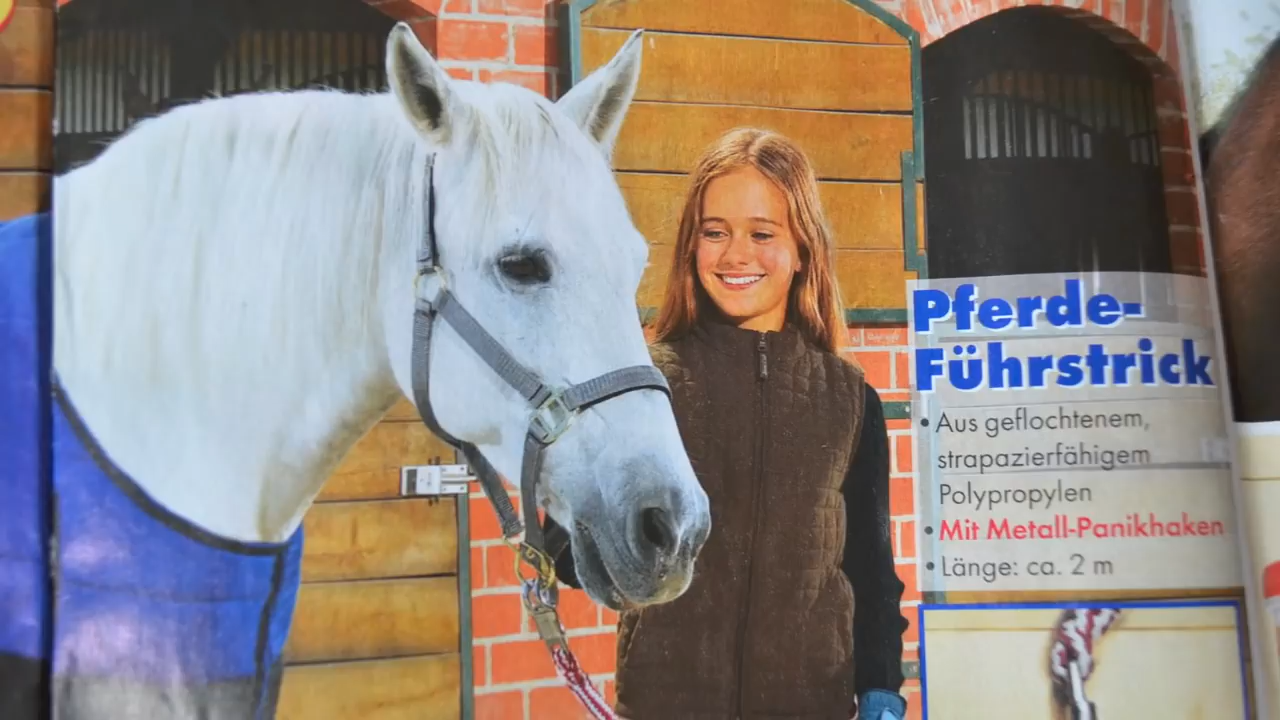 Pferde-
Führstrick
• Aus geflochtenem,
strapazierfähigem
Polypropylen
• Mit Metall-Panikhaken
• Länge: ca. 2 m